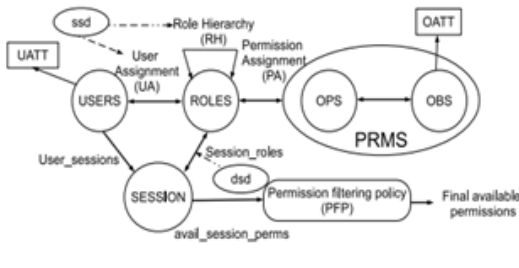 ssd
Role Hierarchy
(RH)
OATT
UATT
User
Assignment
(UA)
Permission
Assignment
(PA)
USERS
ROLES
OPS
OBS
PRMS
User_sessions
Session_roles
dsd
SESSION
Permission filtering policy
(PFP)
Final available
permissions
avail_session_perms